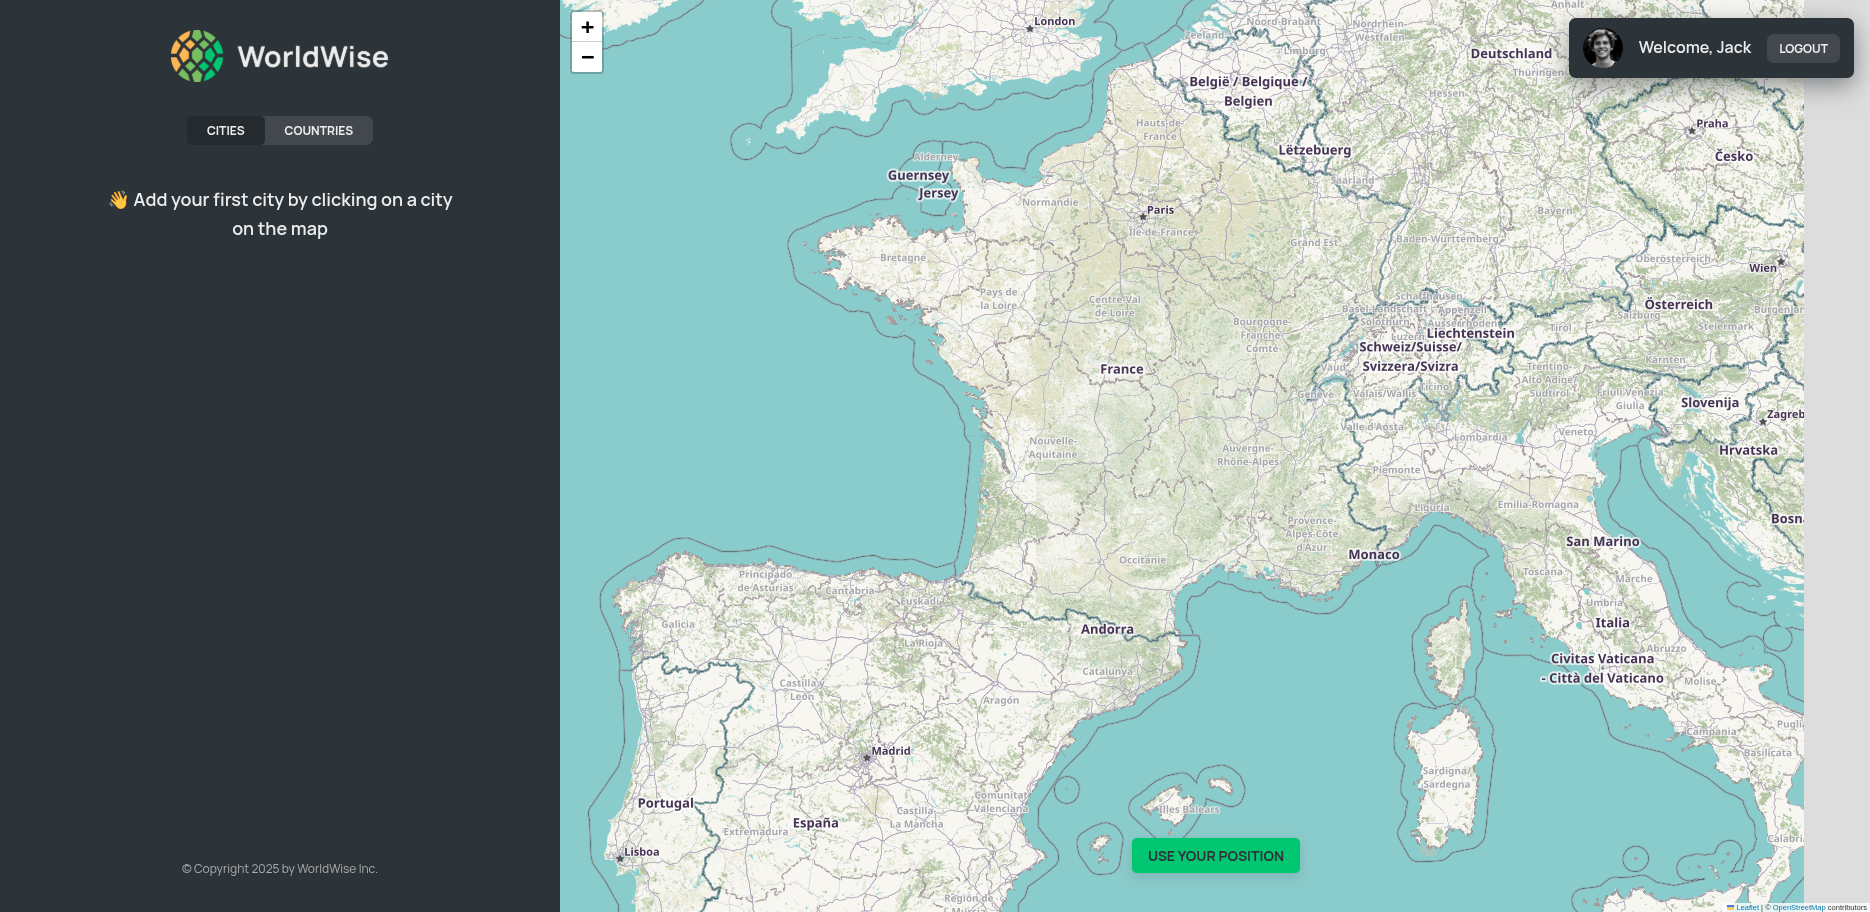 WorldWise
CITIES
COUNTRIES
👋 Add your first city by clicking on a city
on the map
© Copyright 2025 by WorldWise Inc.
+
−
Welcome, Jack
LOGOUT
London
Noord-Brabant
Zeeland
Limburg
Nordrhein-
Westfalen
Anhalt
Deutschland
Thüringen
Hessen
België / Belgique /
Belgien
Hauts-de-
France
Lëtzebuerg
Saarland
Praha
Česko
Alderney
Guernsey
Jersey
Normandie
Paris
Île-de-France
Grand Est
Baden-Württemberg
Bayern
Oberösterreich
Wien
Bretagne
Pays de
la Loire
Centre-Val
de Loire
Bourgogne-
Franche-
Comté
Schaffhausen
Basel-Landschaft
Appenzell
Solothurn
Ausserrhoden
Luzern
Liechtenstein
Schweiz/Suisse/
Svizzera/Svizra
Vaud
Ticino
Genève
Valais/Wallis
Tirol
Salzburg
Österreich
Burgenlan
Steiermark
Kärnten
Trentino-
Alto Adige/
Südtirol
Friuli Venezia
Giulia
Slovenija
Zagreb
Hrvatska
Bosna
France
Nouvelle-
Aquitaine
Auvergne-
Rhône-Alpes
Valle d'Aosta
Lombardia
Veneto
Piemonte
Liguria
Emilia-Romagna
Provence-
Alpes-Côte
d'Azur
Occitanie
Monaco
San Marino
Toscana
Marche
Umbria
Italia
Abruzzo
Civitas Vaticana
- Città del Vaticano
Molise
Campania
Puglia
Basilicata
Calabri
Principado
de Asturias
Cantabria
Euskadi
Galicia
La Rioja
Andorra
Catalunya
Castilla y
León
Aragón
Madrid
Comunitat
Valenciana
Illes Balears
Sardigna/
Sardegna
Portugal
España
Castilla-
La Mancha
Extremadura
Lisboa
Región de
Murcia
USE YOUR POSITION
Leaflet | © OpenStreetMap contributors